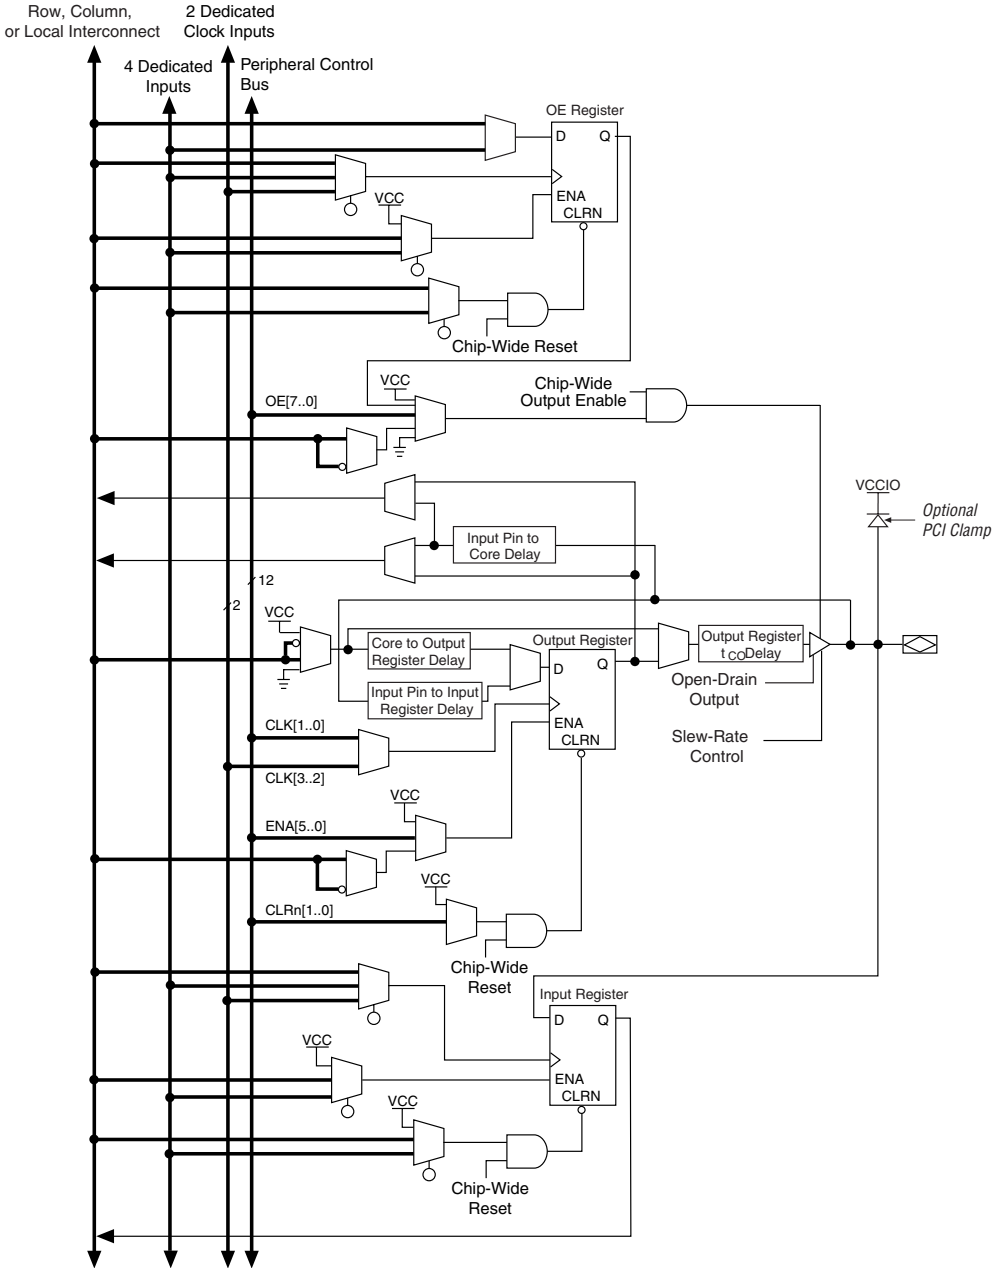 Row, Column,
or Local Interconnect
2 Dedicated
Clock Inputs
4 Dedicated
Inputs
Peripheral Control
Bus
OE Register
D
Q
ENA
CLRN
VCC
Chip-Wide Reset
VCC
OE[7..0]
Chip-Wide
Output Enable
VCCIO
Optional
PCI Clamp
Input Pin to
Core Delay
12
2
VCC
Core to Output
Register Delay
Input Pin to Input
Register Delay
Output Register
D
Q
ENA
CLRN
Output Register
t CO Delay
Open-Drain
Output
Slew-Rate
Control
CLK[1..0]
CLK[3..2]
VCC
ENA[5..0]
VCC
CLRn[1..0]
Chip-Wide
Reset
Input Register
D
Q
ENA
CLRN
VCC
VCC
Chip-Wide
Reset